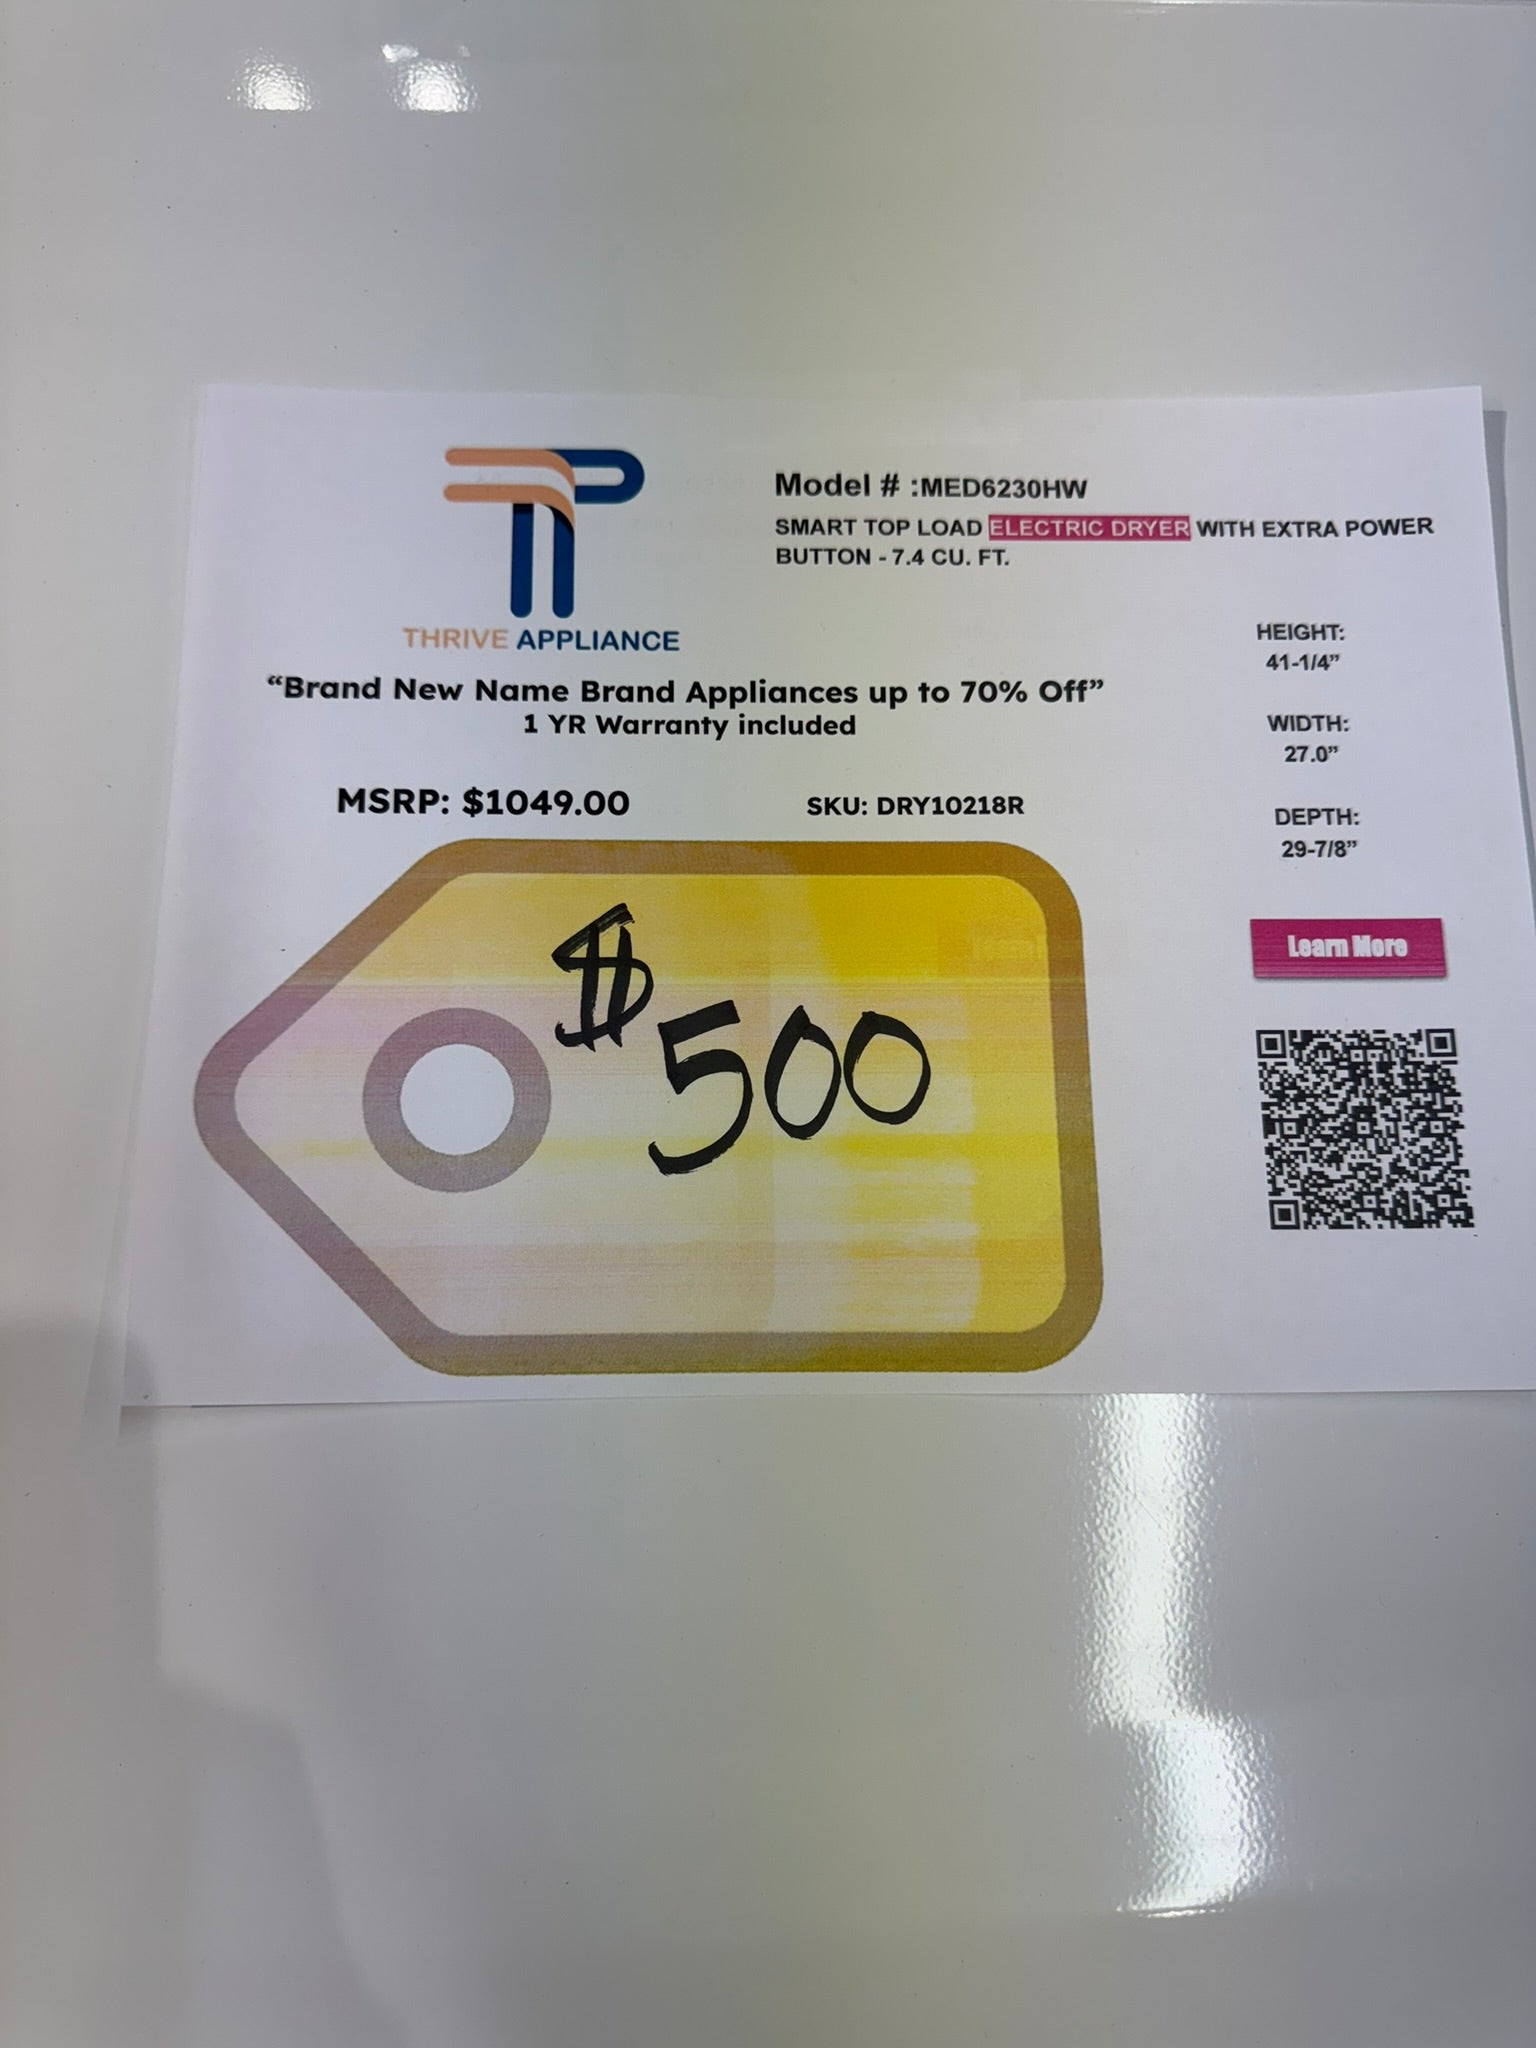 Model # :MED6230HW
SMART TOP LOAD ELECTRIC DRYER WITH EXTRA POWER
BUTTON - 7.4 CU. FT.
THRIVE APPLIANCE
“Brand New Name Brand Appliances up to 70% Off”
1 YR Warranty included
MSRP: $1049.00
SKU: DRY10218R
HEIGHT:
41-1/4”
WIDTH:
27.0”
DEPTH:
29-7/8”
Learn More
$500